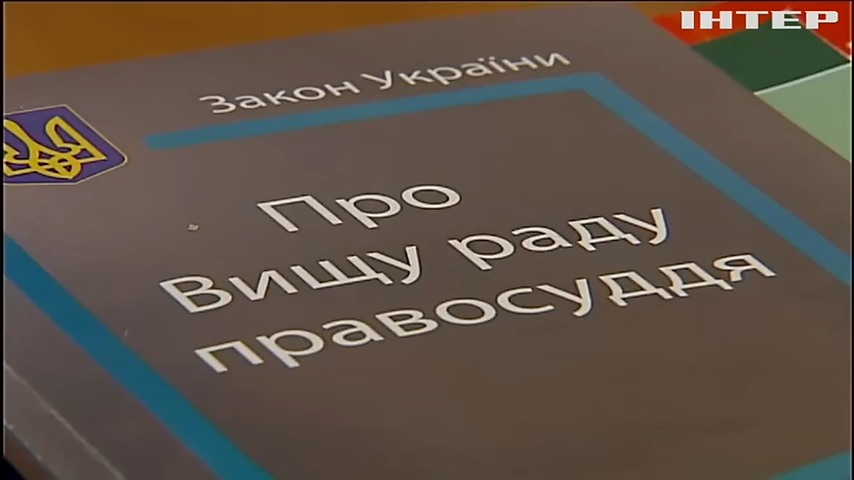 ІНТЕР
Закон України
Про
Вищу раду
правосуддя